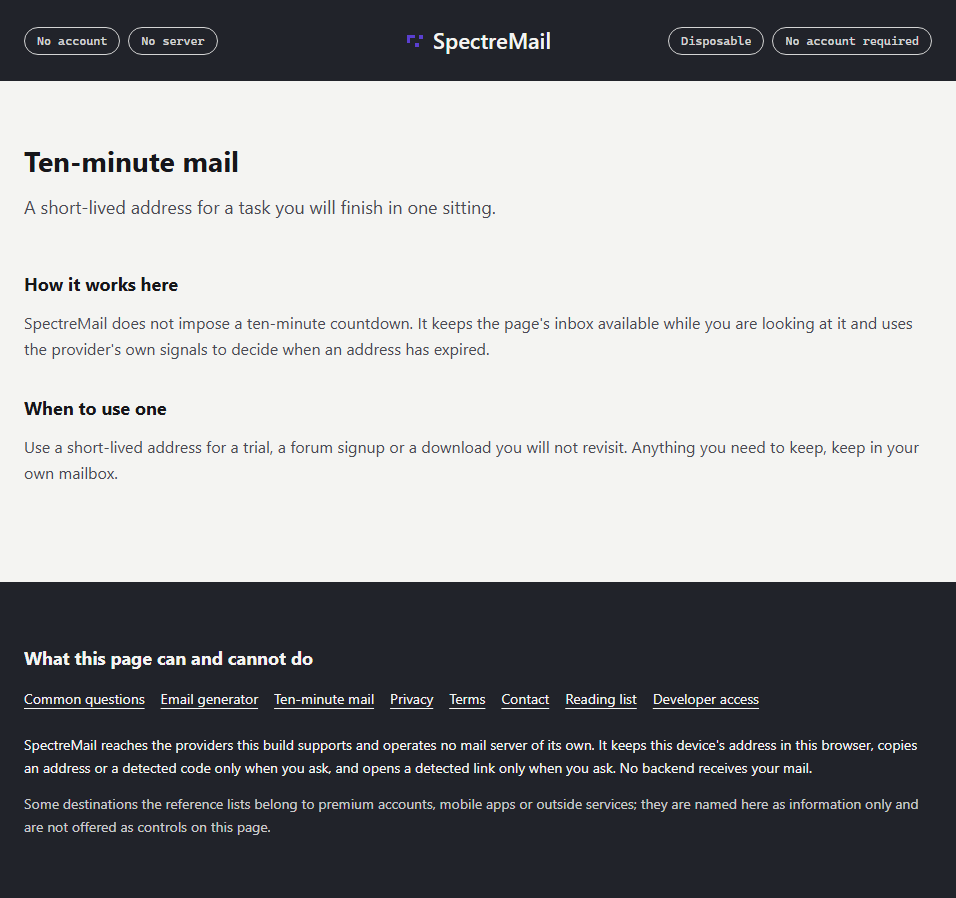 No account
No server
SpectreMail
Disposable
No account required
Ten-minute mail
A short-lived address for a task you will finish in one sitting.
How it works here
SpectreMail does not impose a ten-minute countdown. It keeps the page's inbox available while you are looking at it and uses
the provider's own signals to decide when an address has expired.
When to use one
Use a short-lived address for a trial, a forum signup or a download you will not revisit. Anything you need to keep, keep in your
own mailbox.
What this page can and cannot do
Common questions Email generator Ten-minute mail Privacy Terms Contact Reading list Developer access
SpectreMail reaches the providers this build supports and operates no mail server of its own. It keeps this device's address in this browser, copies
an address or a detected code only when you ask, and opens a detected link only when you ask. No backend receives your mail.
Some destinations the reference lists belong to premium accounts, mobile apps or outside services; they are named here as information only and
are not offered as controls on this page.